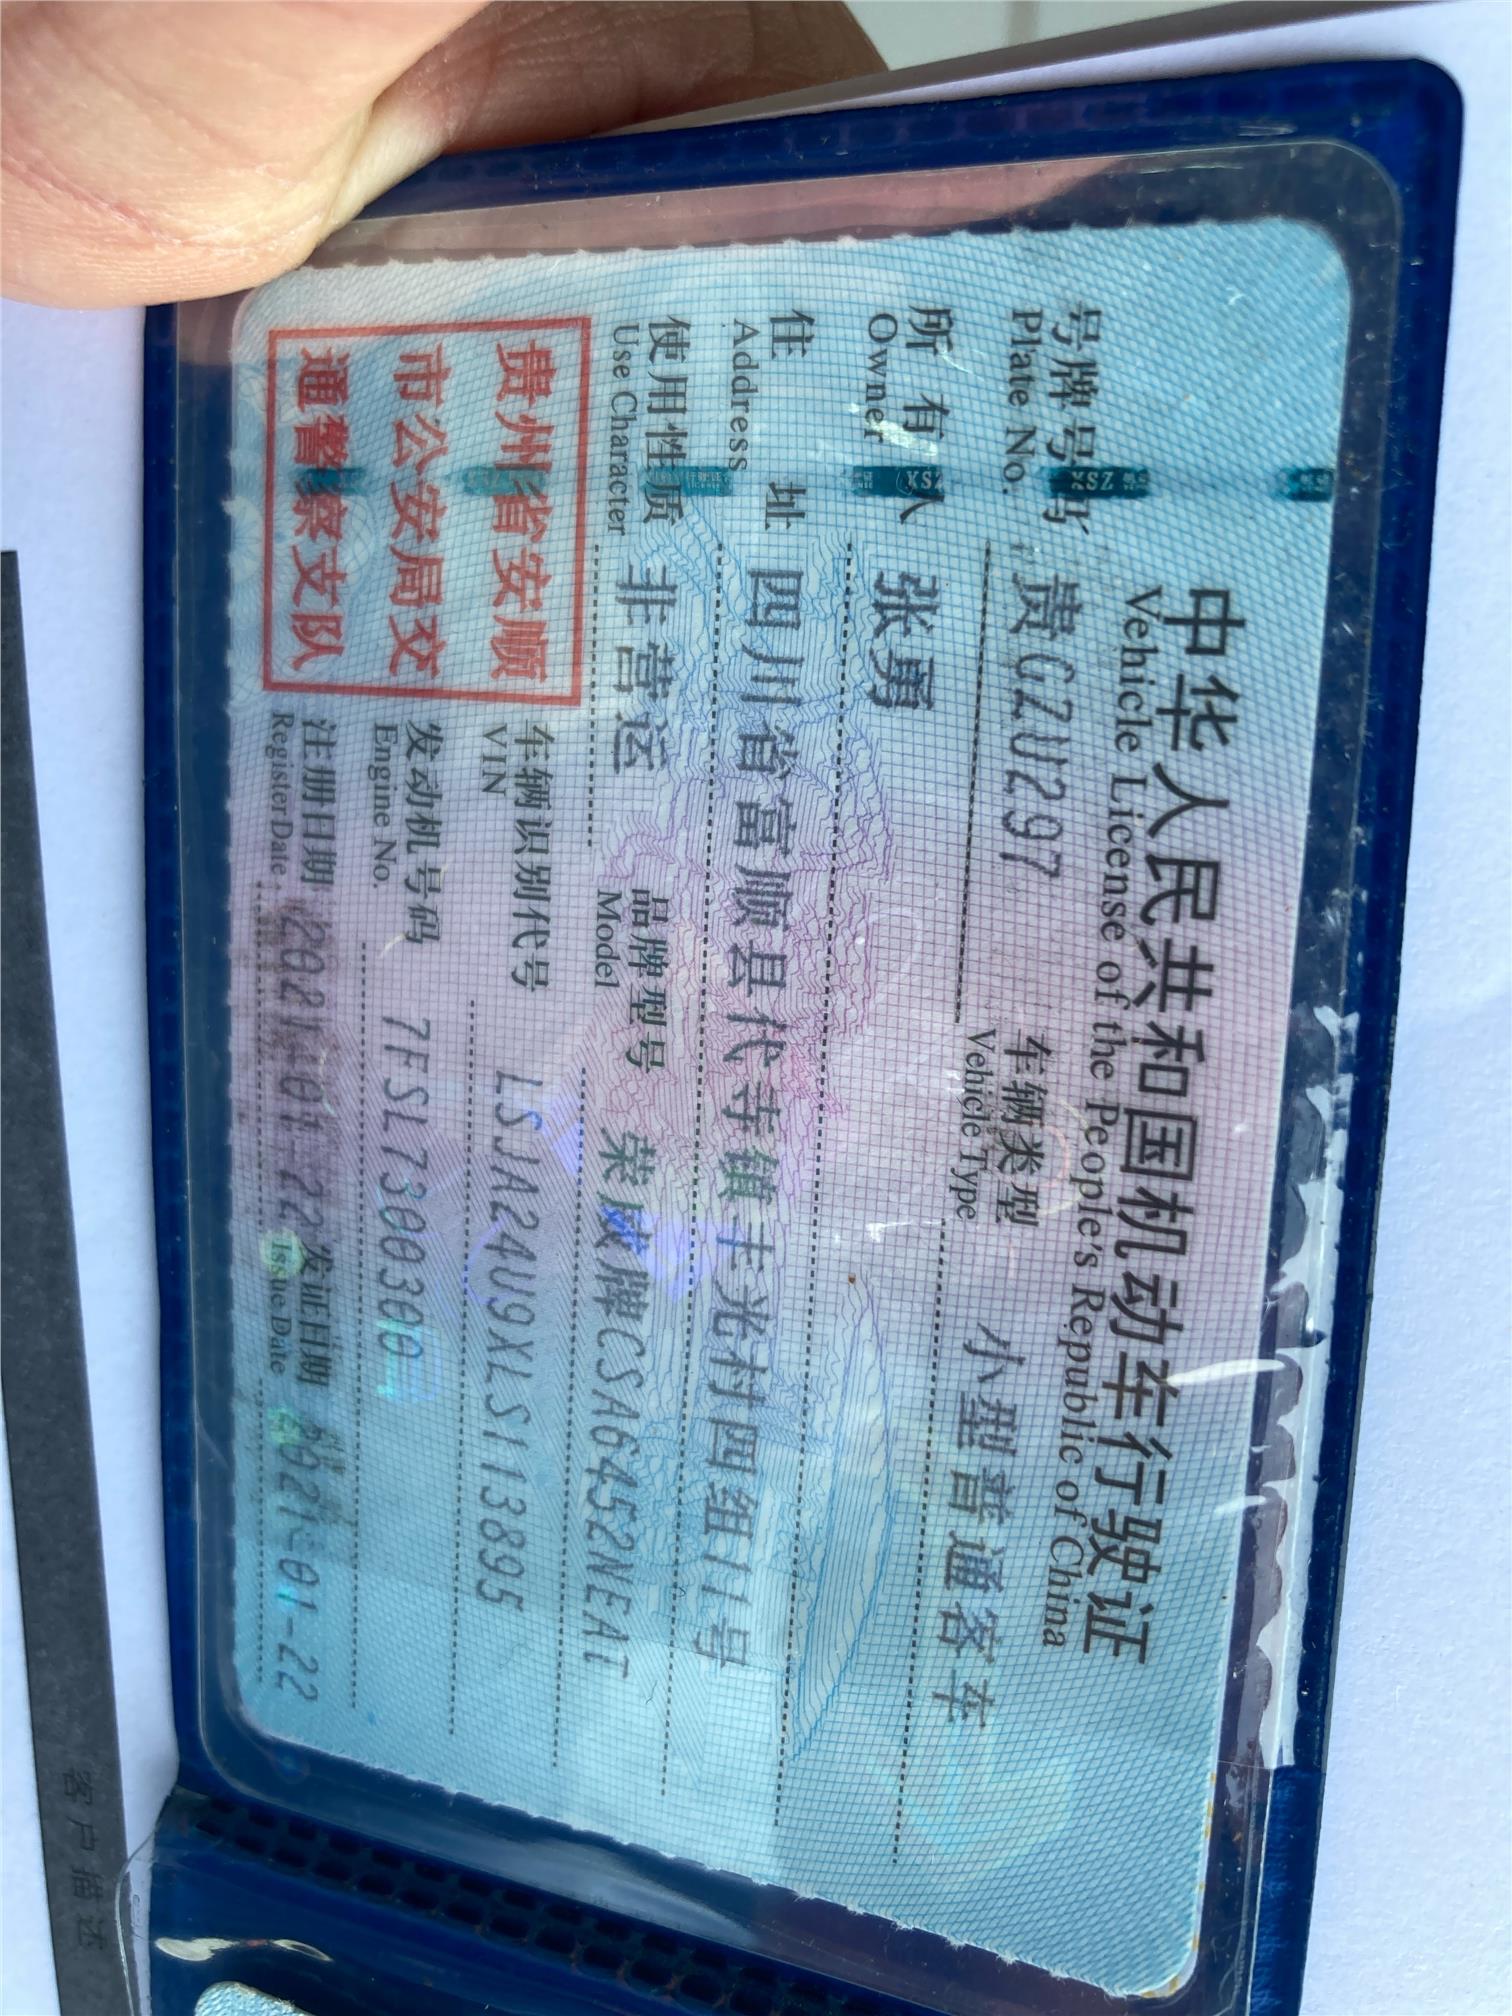 中华人民共和国机动车行驶证
Vehicle License of the People's Republic of China
号牌号码 贵GZU297 车辆类型 小型普通客车
Plate No. Vehicle Type
所有人 张勇
Owner
住址 四川省富顺县代寺镇丰光村四组11号
Address
使用性质 非营运 品牌型号 荣威牌CSA6452NEAT
Use Character Model
贵州省安顺
市公安局交
通警察支队
车辆识别代号 LSJA24U9XLS113895
VIN
发动机号码 7FSL7300300
Engine No.
注册日期 2021-01-22 发证日期 2021-01-22
Register Date Issue Date
ZSX
ZSX
客户描述